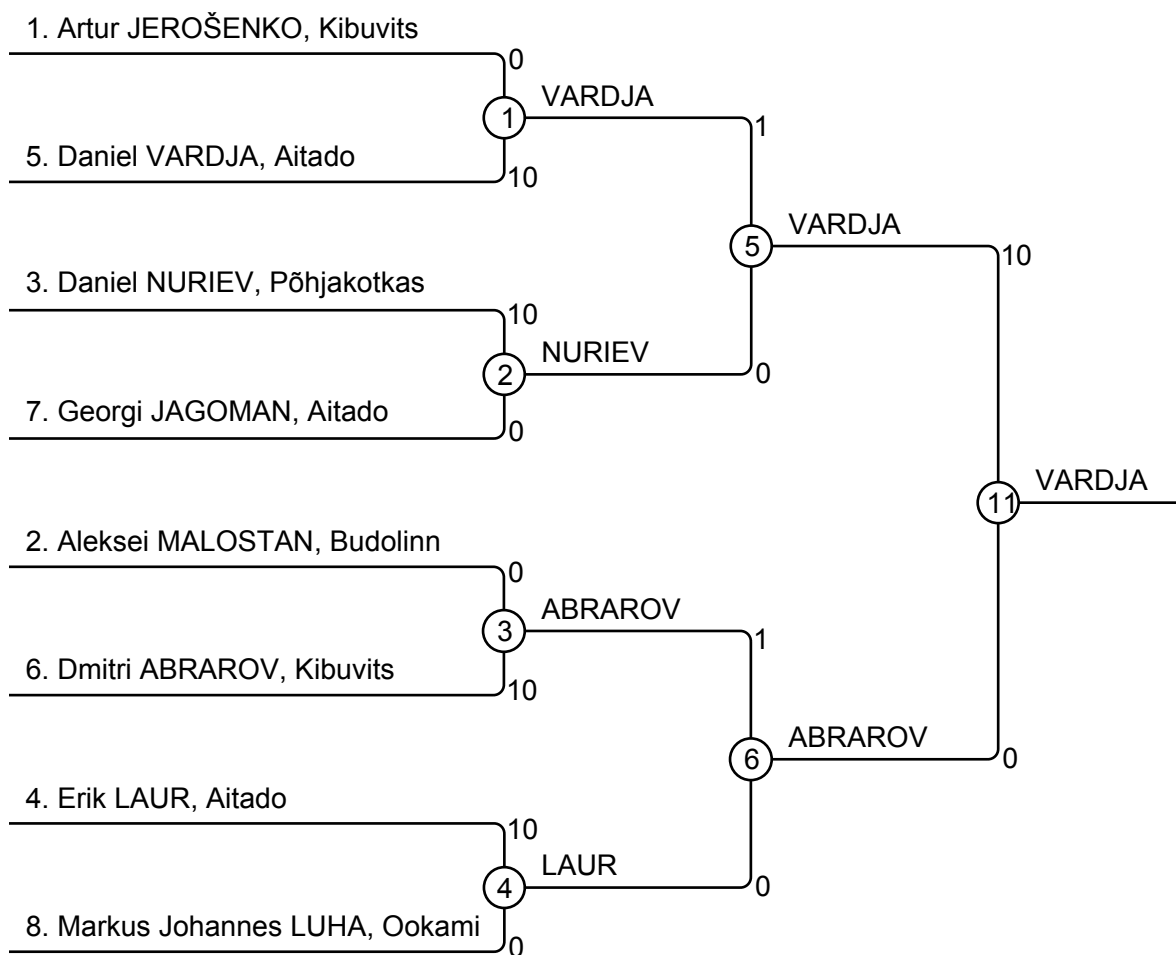 1. Artur JEROŠENKO, Kibuvits
0
1
VARDJA
1
5. Daniel VARDJA, Aitado
10
5
VARDJA
10
3. Daniel NURIEV, Põhjakotkas
10
2
NURIEV
0
7. Georgi JAGOMAN, Aitado
0
11
VARDJA
2. Aleksei MALOSTAN, Budolinn
0
3
ABRAROV
1
6. Dmitri ABRAROV, Kibuvits
10
6
ABRAROV
0
4. Erik LAUR, Aitado
10
4
LAUR
0
8. Markus Johannes LUHA, Ookami
0